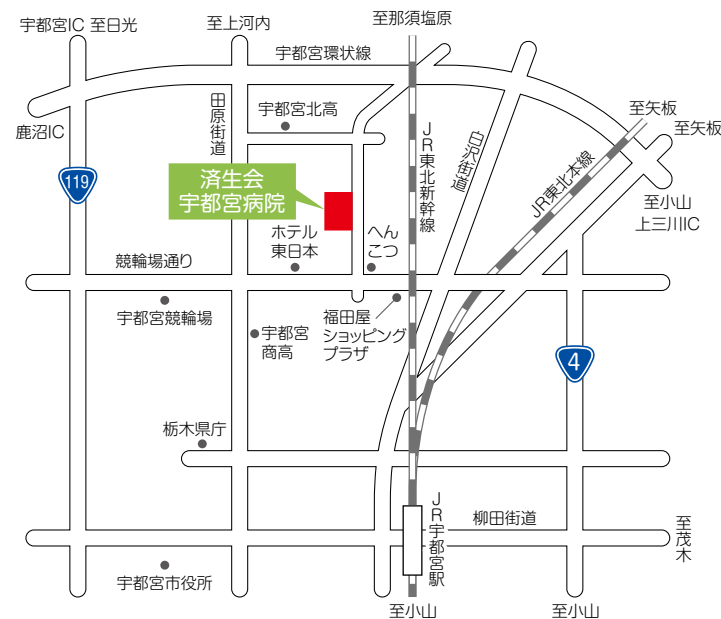 宇都宮IC 至日光
至上河内
至那須塩原
宇都宮環状線
鹿沼IC
田原街道
宇都宮北高
JR東北新幹線
白沢街道
至矢板
至矢板
JR東北本線
119
済生会
宇都宮病院
至小山
上三川IC
ホテル
東日本
へん
こつ
競輪場通り
宇都宮競輪場
宇都宮
商高
福田屋
ショッピング
プラザ
4
栃木県庁
JR宇都宮駅
柳田街道
至茂木
宇都宮市役所
至小山
至小山